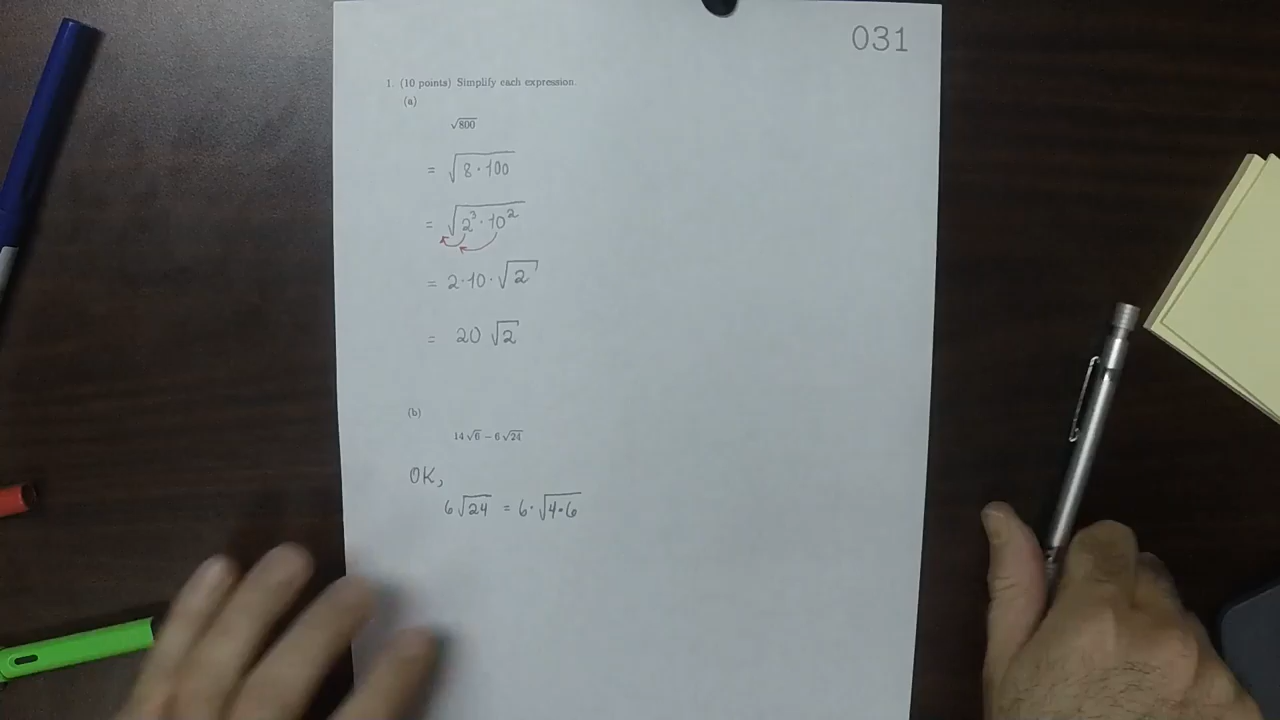 031
1. (10 points) Simplify each expression.
(a)
√800
= √8·100
= √2³·10²
= 2·10·√2
= 20 √2
(b)
14√6 − 6√24
OK,
6√24 = 6·√4·6